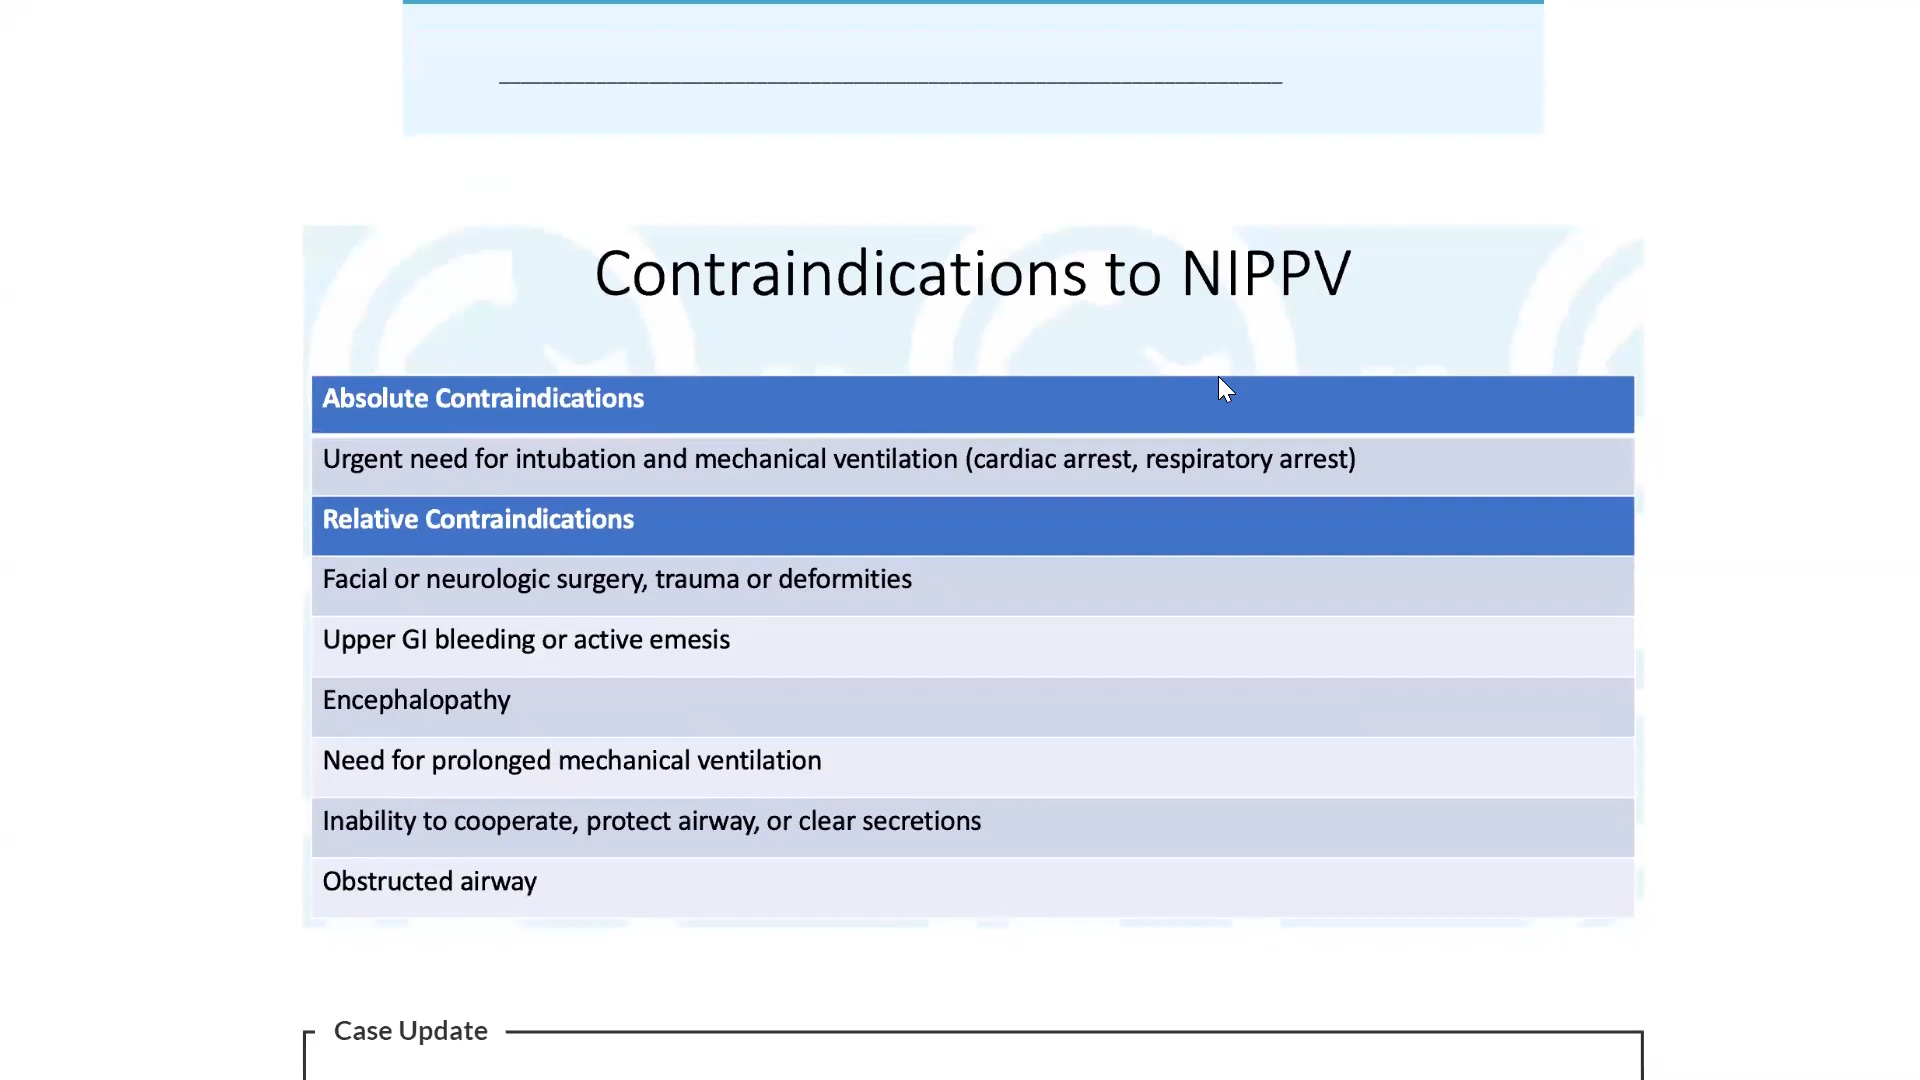 Contraindications to NIPPV
Absolute Contraindications
Urgent need for intubation and mechanical ventilation (cardiac arrest, respiratory arrest)
Relative Contraindications
Facial or neurologic surgery, trauma or deformities
Upper GI bleeding or active emesis
Encephalopathy
Need for prolonged mechanical ventilation
Inability to cooperate, protect airway, or clear secretions
Obstructed airway
Case Update